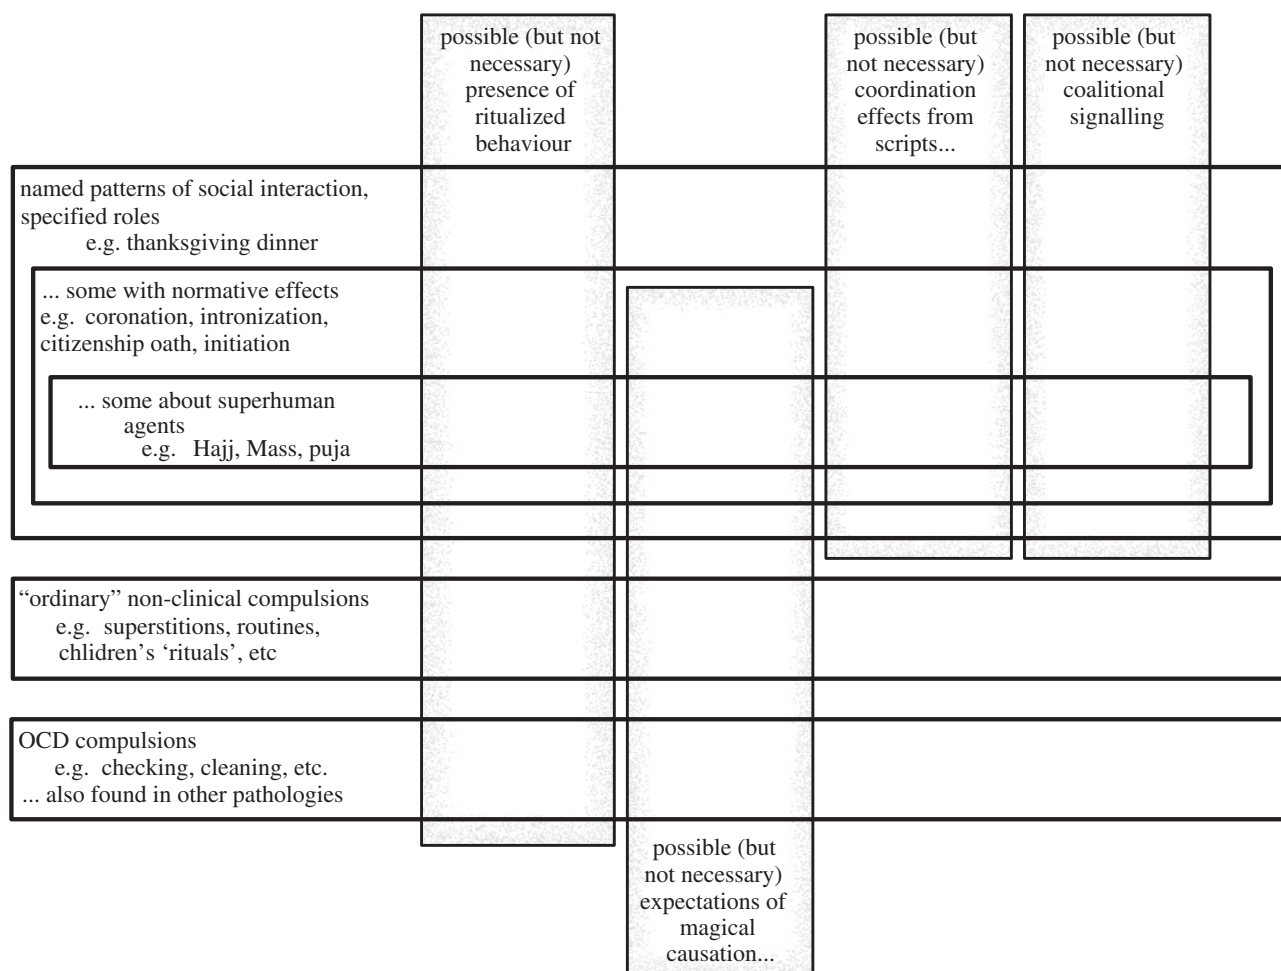 possible (but not
necessary)
presence of
ritualized
behaviour
possible (but
not necessary)
coordination
effects from
scripts...
possible (but
not necessary)
coalitional
signalling
named patterns of social interaction,
specified roles
e.g. thanksgiving dinner
... some with normative effects
e.g. coronation, intronization,
citizenship oath, initiation
... some about superhuman
agents
e.g. Hajj, Mass, puja
“ordinary” non-clinical compulsions
e.g. superstitions, routines,
chlidren’s ‘rituals’, etc
OCD compulsions
e.g. checking, cleaning, etc.
... also found in other pathologies
possible (but
not necessary)
expectations of
magical
causation...